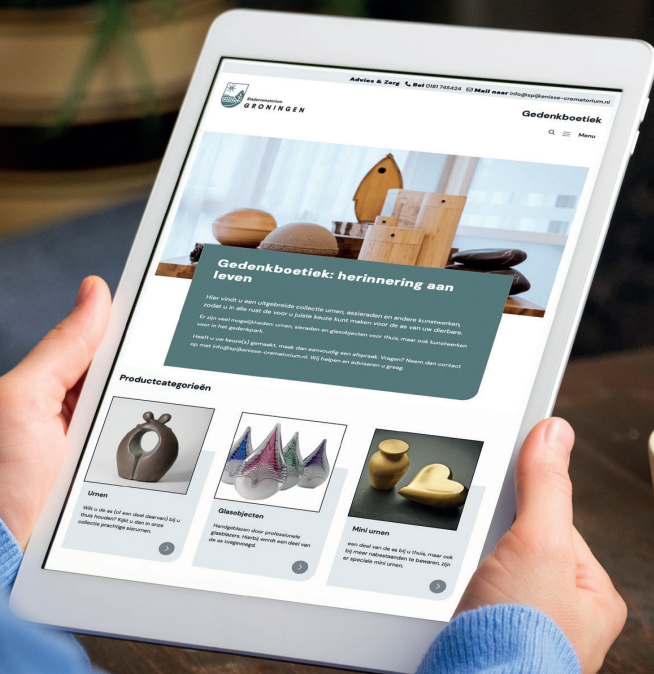 Advies & Zorg Bel 0181 745424 Mail naar info@spijkenisse-crematorium.nl
Stadscrematorium
GRONINGEN
Gedenkboetiek
Menu
Gedenkboetiek: herinnering aan
leven
Hier vindt u een uitgebreide collectie urnen, assieraden en andere kunstwerken,
zodat u in alle rust de voor u juiste keuze kunt maken voor de as van uw dierbare.
Er zijn veel mogelijkheden: urnen, sieraden en glasobjecten voor thuis, maar ook kunstwerken
voor in het gedenkpark.
Heeft u uw keuze(s) gemaakt, maak dan eenvoudig een afspraak. Vragen? Neem dan contact
op met info@spijkenisse-crematorium.nl. Wij helpen en adviseren u graag.
Productcategorieën
Urnen
Wilt u de as (of een deel daarvan) bij u
thuis houden? Kijkt u dan in onze
collectie prachtige sierurnen.
Glasobjecten
Handgeblazen door professionele
glasblazers. Hierbij wordt een deel van
de as toegevoegd.
Mini urnen
een deel van de as bij u thuis, maar ook
bij meer nabestaanden te bewaren, zijn
er speciale mini urnen.